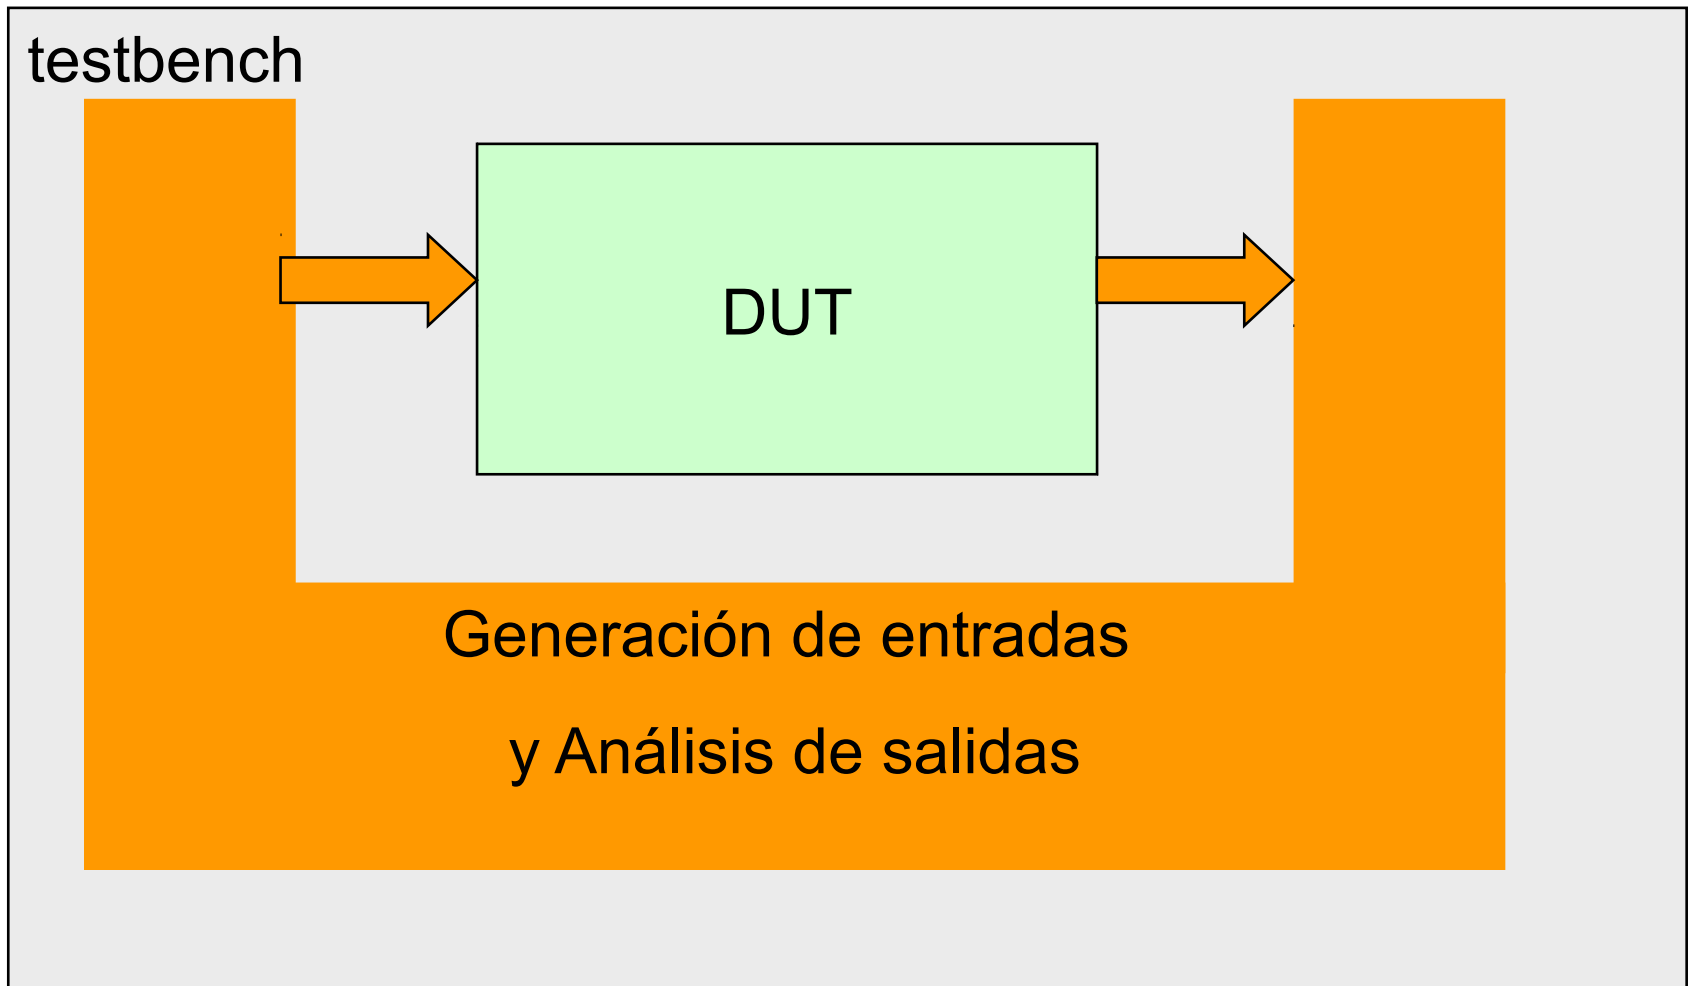 testbench
DUT
Generación de entradas
y Análisis de salidas